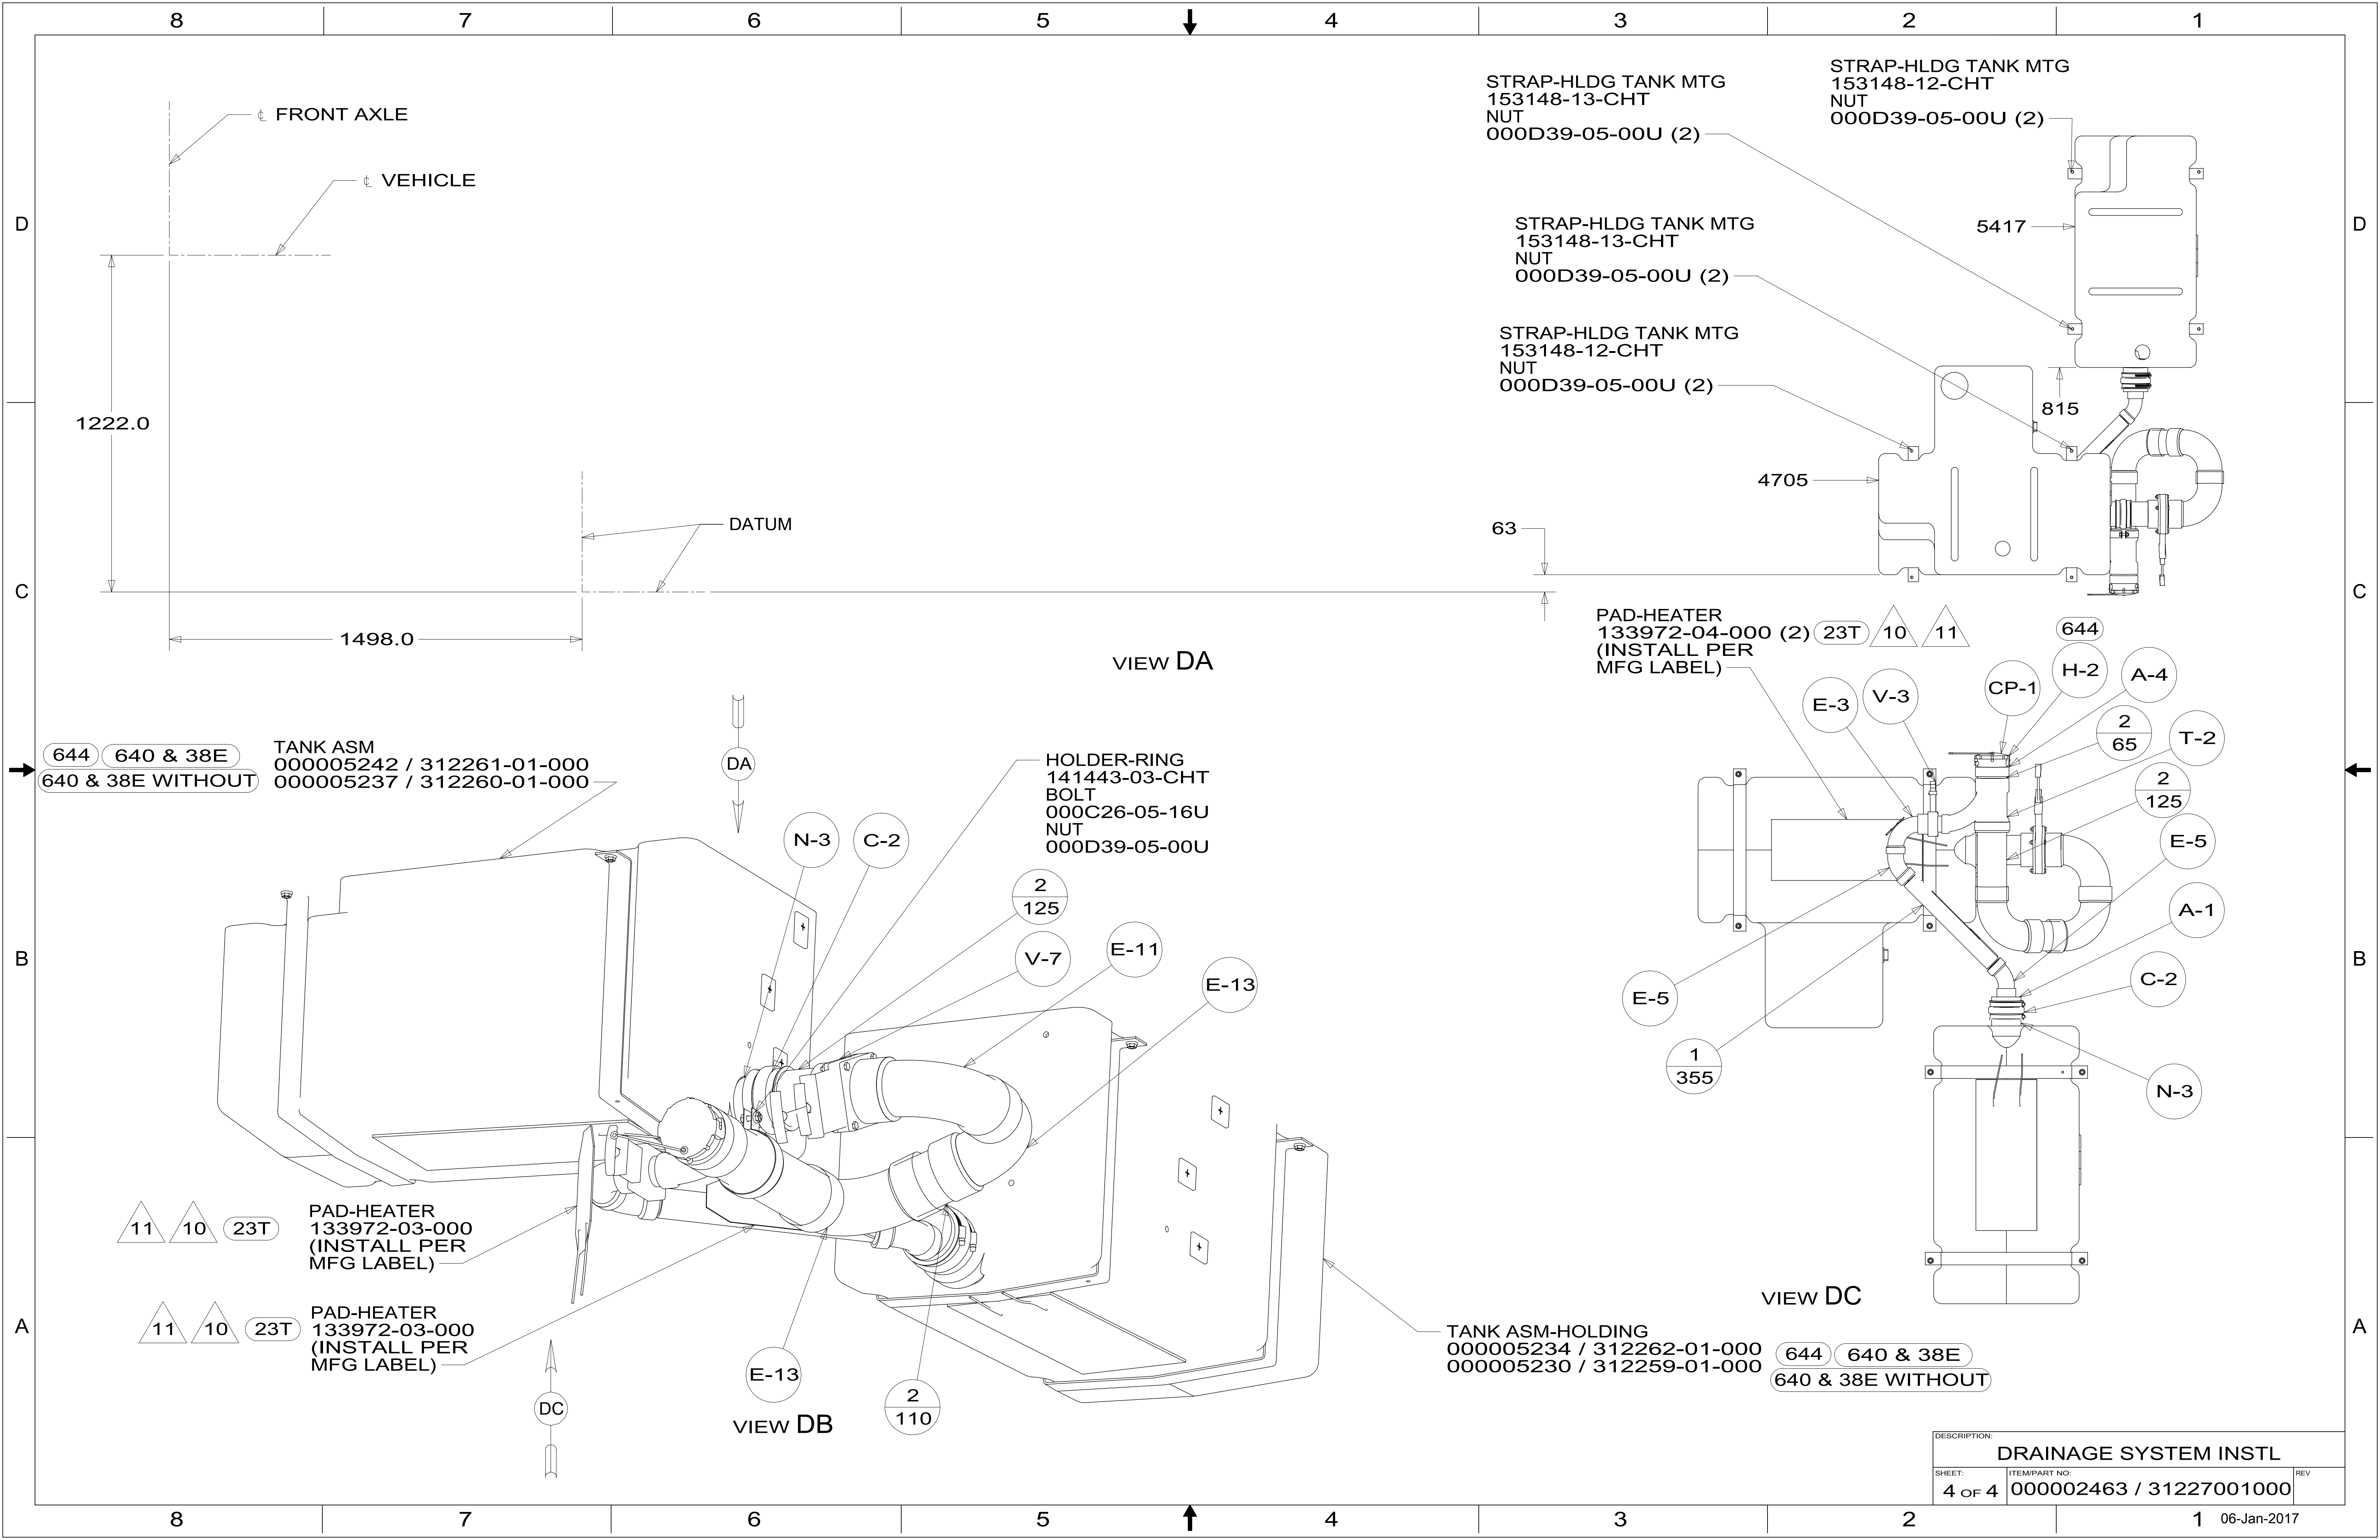 8 7 6 5 4 3 2 1
D
C
B
A
D
C
B
A
℄ FRONT AXLE
℄ VEHICLE
1222.0
1498.0
DATUM
VIEW DA
STRAP-HLDG TANK MTG
153148-13-CHT
NUT
000D39-05-00U (2)
STRAP-HLDG TANK MTG
153148-12-CHT
NUT
000D39-05-00U (2)
STRAP-HLDG TANK MTG
153148-13-CHT
NUT
000D39-05-00U (2)
STRAP-HLDG TANK MTG
153148-12-CHT
NUT
000D39-05-00U (2)
5417
815
4705
63
644 640 & 38E
640 & 38E WITHOUT
TANK ASM
000005242 / 312261-01-000
000005237 / 312260-01-000
DA
HOLDER-RING
141443-03-CHT
BOLT
000C26-05-16U
NUT
000D39-05-00U
N-3
C-2
2
125
V-7
E-11
E-13
11 10 23T
PAD-HEATER
133972-03-000
(INSTALL PER
MFG LABEL)
11 10 23T
PAD-HEATER
133972-03-000
(INSTALL PER
MFG LABEL)
DC
E-13
2
110
VIEW DB
TANK ASM-HOLDING
000005234 / 312262-01-000
000005230 / 312259-01-000
644 640 & 38E
640 & 38E WITHOUT
PAD-HEATER
133972-04-000 (2) 23T 10 11
(INSTALL PER
MFG LABEL)
644
E-3
V-3
CP-1
H-2
A-4
2
65
T-2
2
125
E-5
A-1
C-2
N-3
E-5
1
355
VIEW DC
DESCRIPTION:
DRAINAGE SYSTEM INSTL
SHEET:
4 OF 4
ITEM/PART NO:
000002463 / 31227001000
REV
8 7 6 5 4 3 2 1
06-Jan-2017